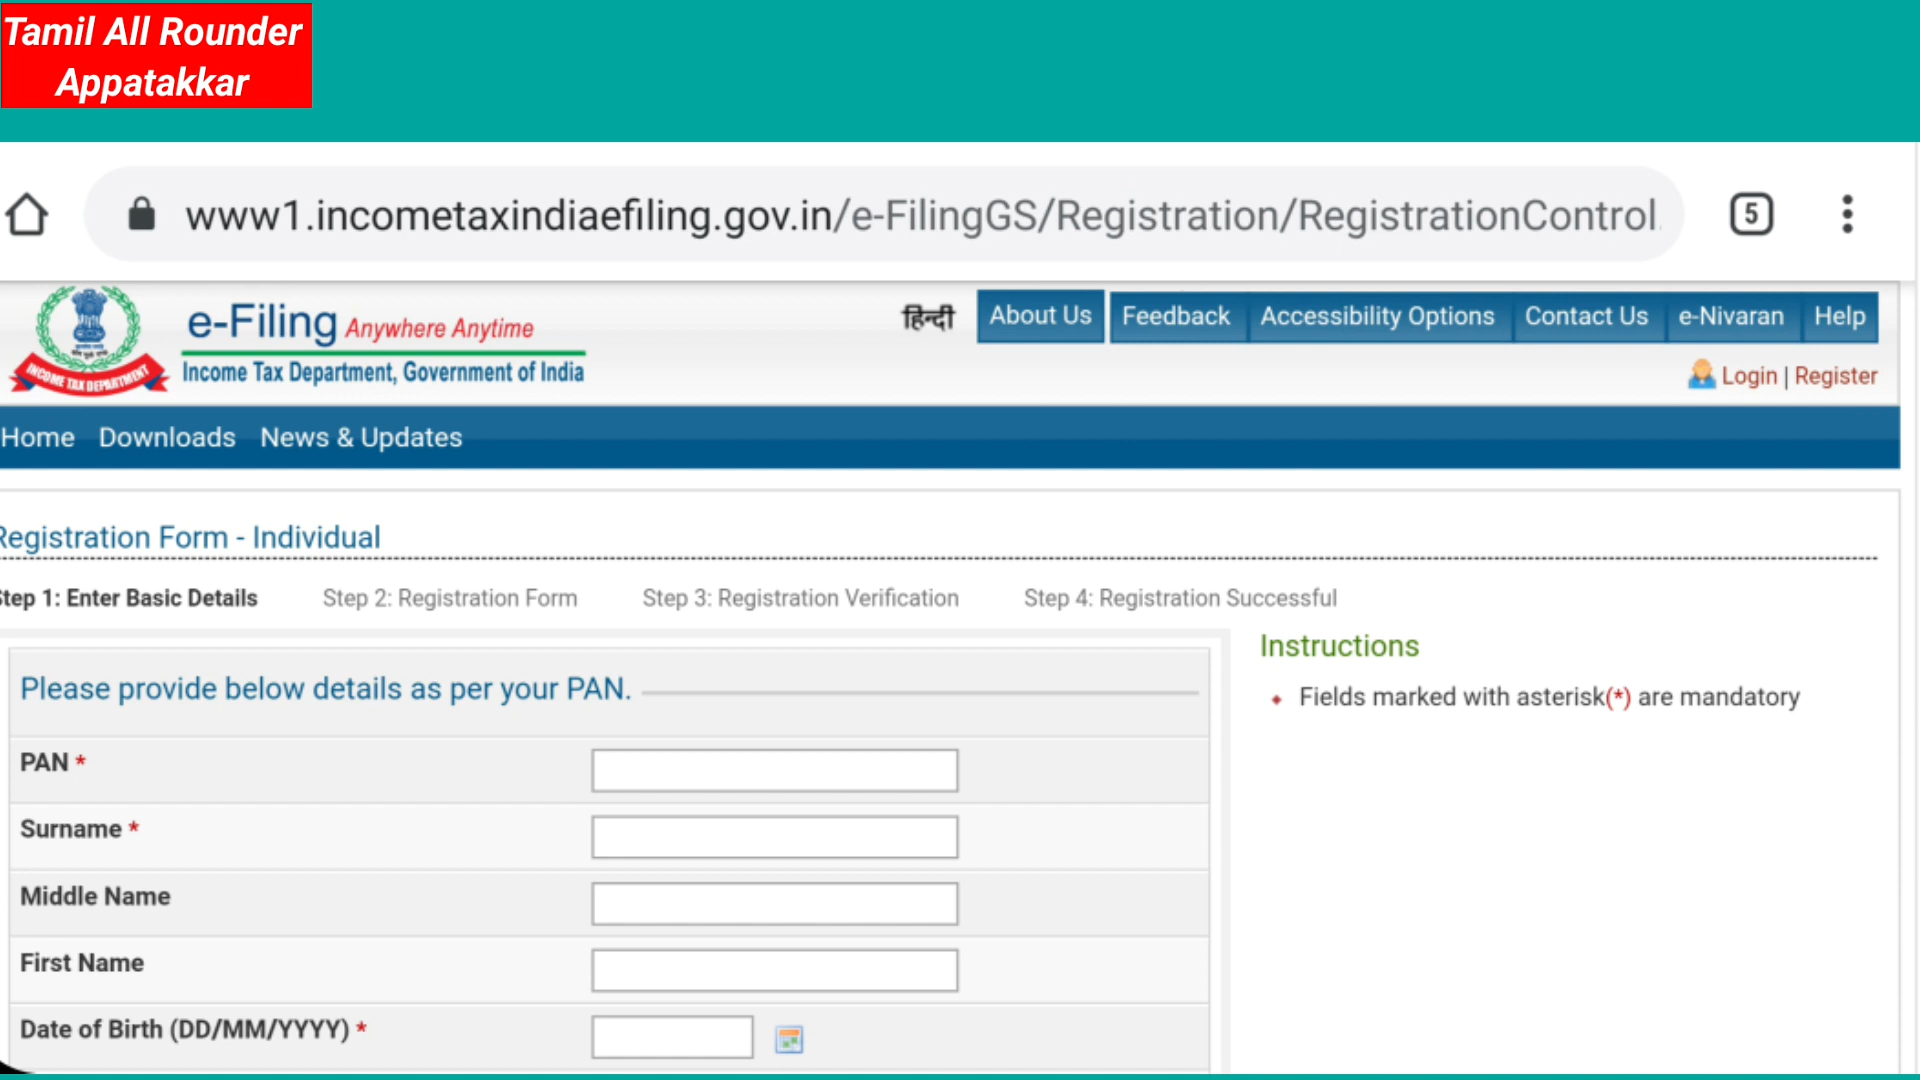 Tamil All Rounder
Appatakkar
www1.incometaxindiaefiling.gov.in/e-FilingGS/Registration/RegistrationControl.
5
INCOME TAX DEPARTMENT
e-Filing Anywhere Anytime
Income Tax Department, Government of India
हिन्दी
About Us
Feedback
Accessibility Options
Contact Us
e-Nivaran
Help
Login | Register
Home Downloads News & Updates
Registration Form - Individual
Step 1: Enter Basic Details
Step 2: Registration Form
Step 3: Registration Verification
Step 4: Registration Successful
Please provide below details as per your PAN.
PAN *
Surname *
Middle Name
First Name
Date of Birth (DD/MM/YYYY) *
Instructions
Fields marked with asterisk(*) are mandatory